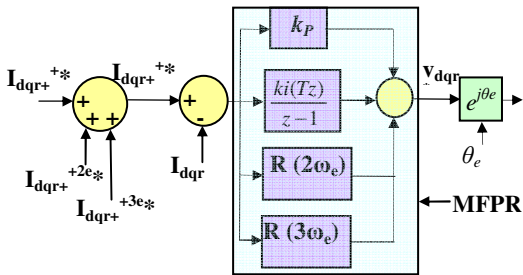 I_dqr+^+*
I_dqr+^+*
+
+ +
I_dqr+^+2e*
I_dqr+^+3e*
+
-
I_dqr
k_P
ki(Tz)
z−1
R (2ω_e)
R (3ω_e)
v_dqr
e^jθe
θ_e
MFPR